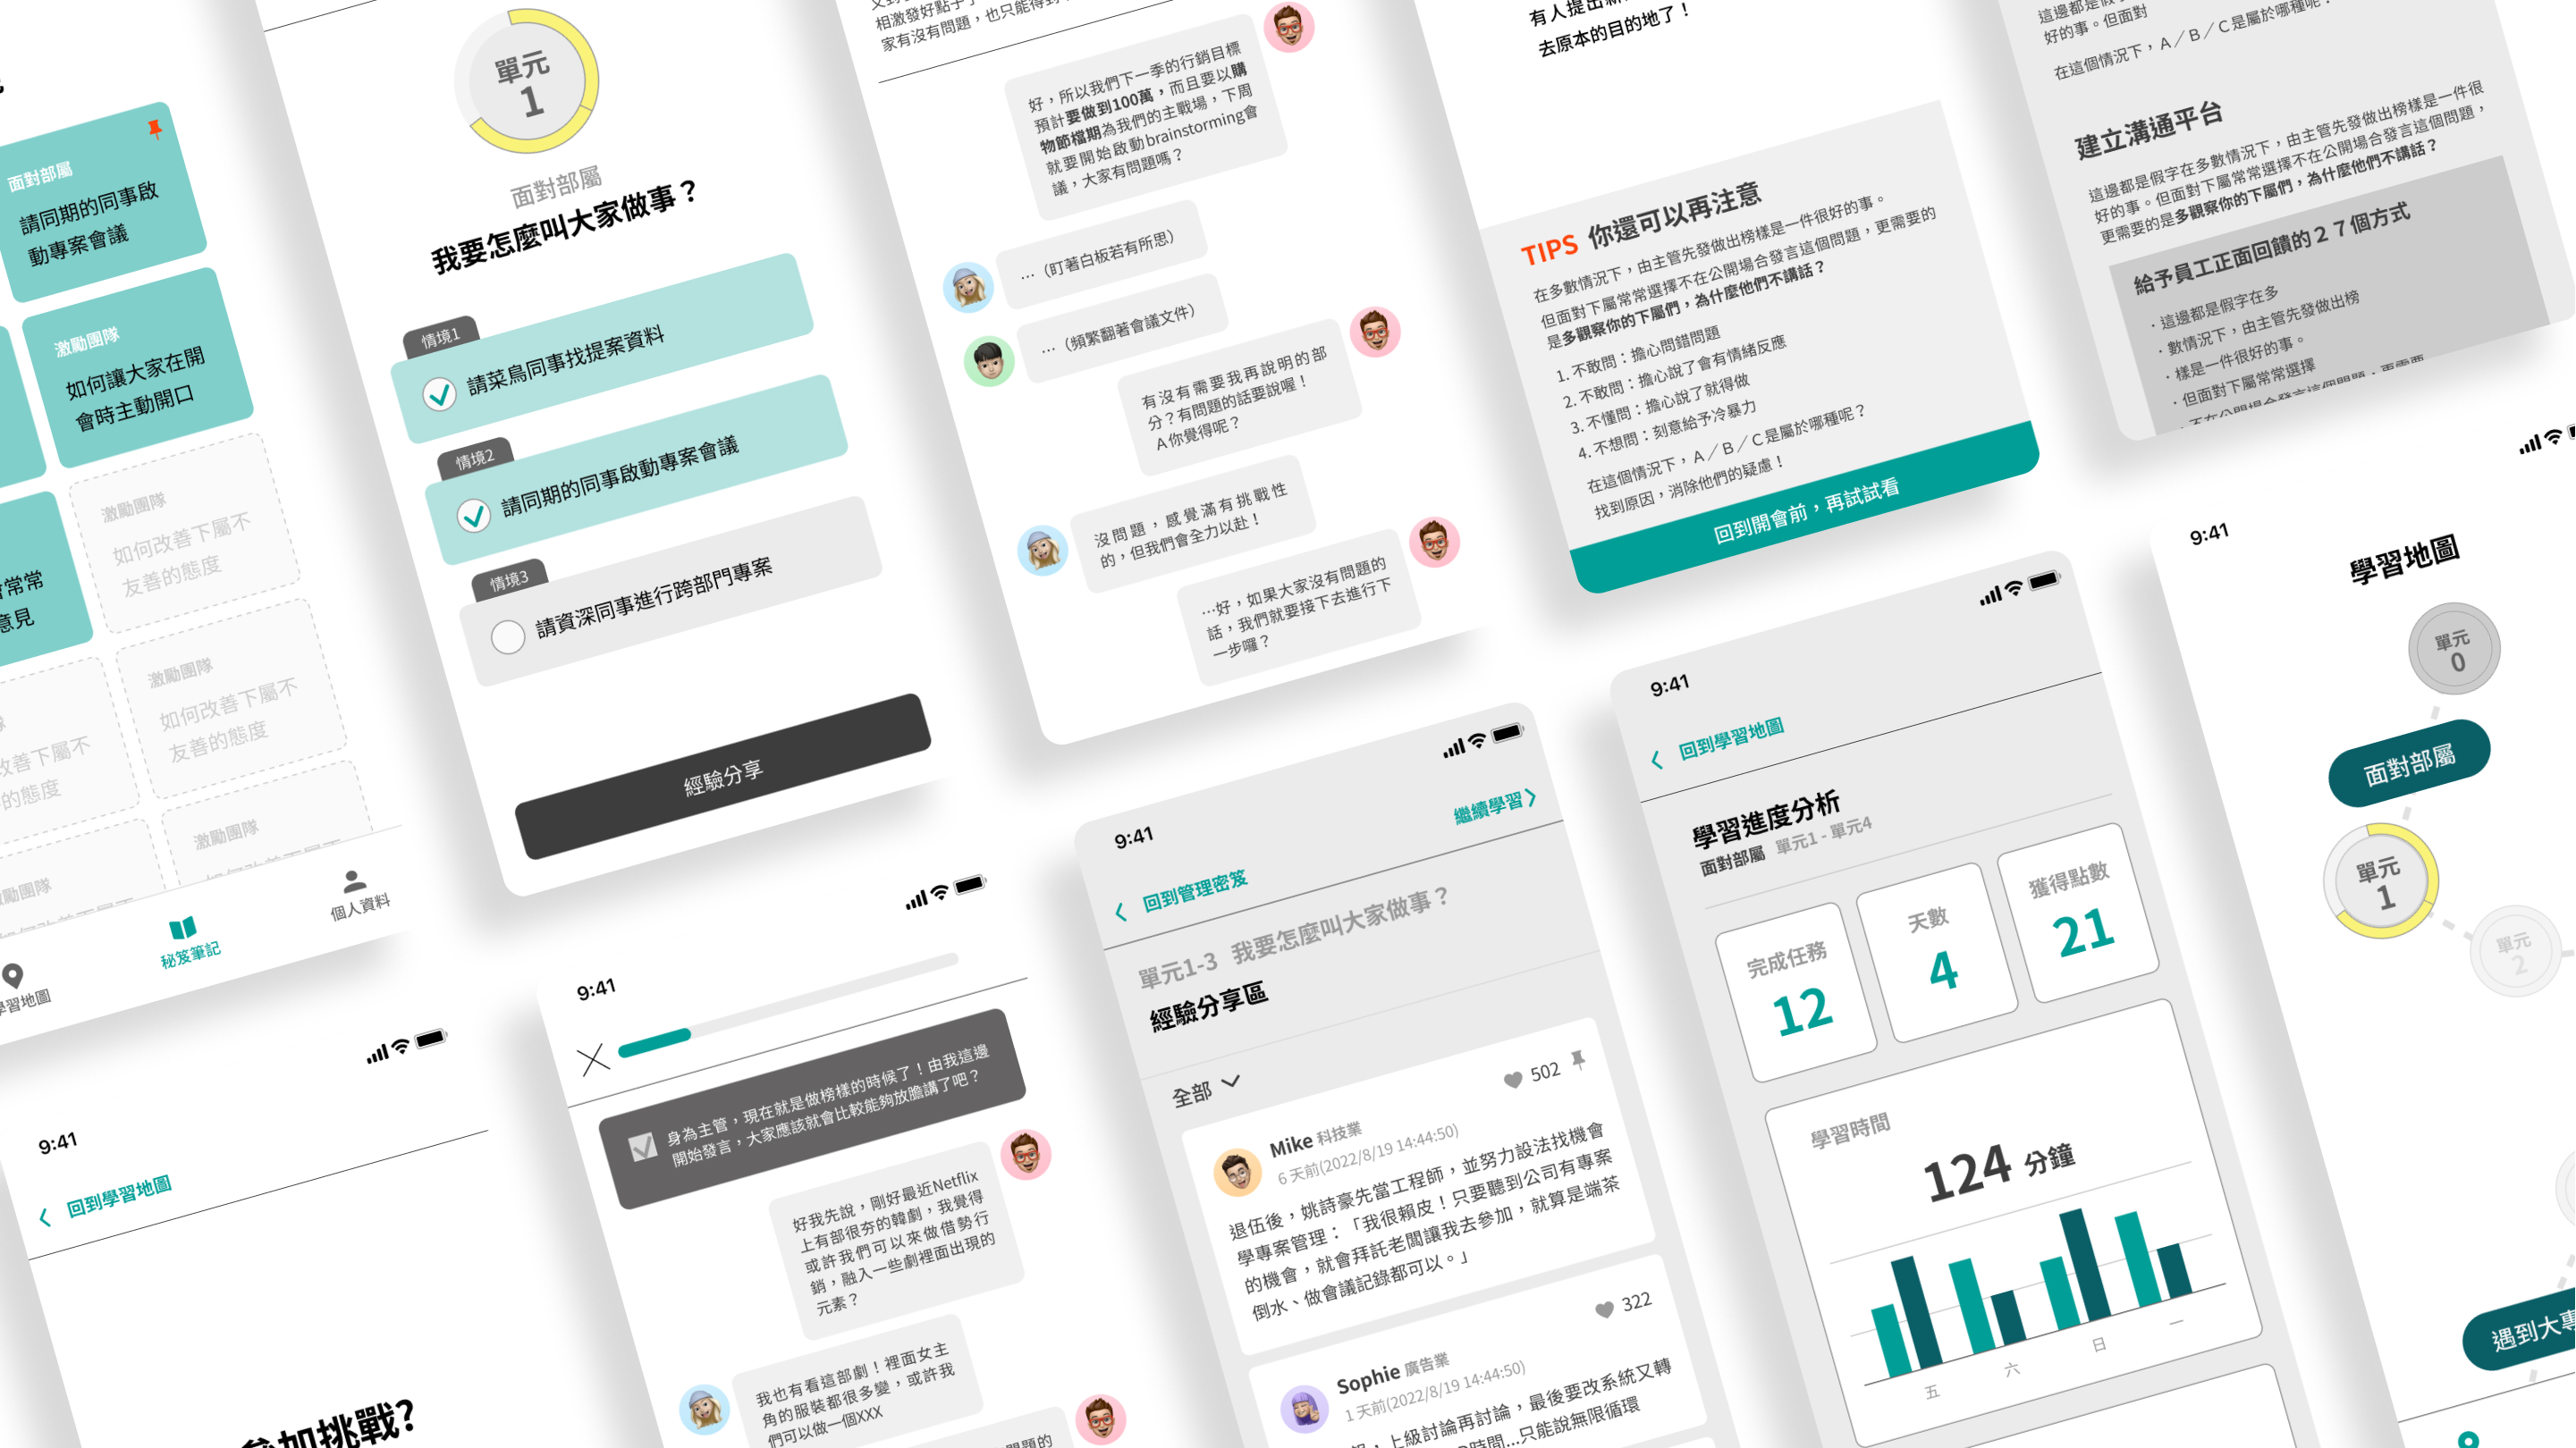 面對部屬
請同期的同事啟
動專案會議
激勵團隊
如何讓大家在開
會時主動開口
常常
意見
激勵團隊
如何改善下屬不
友善的態度
激勵團隊
如何改善下屬不
友善的態度
改善下屬不
的態度
激勵團隊
勵團隊
學習地圖
秘笈筆記
個人資料
單元
1
面對部屬
我要怎麼叫大家做事？
情境1
請菜鳥同事找提案資料
情境2
請同期的同事啟動專案會議
情境3
請資深同事進行跨部門專案
經驗分享
相激發好點子
家有沒有問題，也只能得到
好，所以我們下一季的行銷目標
預計要做到100萬，而且要以購
物節檔期為我們的主戰場，下周
就要開始啟動brainstorming會
議，大家有問題嗎？
…（盯著白板若有所思）
…（頻繁翻著會議文件）
有沒有需要我再說明的部
分？有問題的話要說喔！
Ａ你覺得呢？
沒問題，感覺滿有挑戰性
的，但我們會全力以赴！
…好，如果大家沒有問題的
話，我們就要接下去進行下
一步囉？
有人提出
去原本的目的地了！
TIPS 你還可以再注意
在多數情況下，由主管先發做出榜樣是一件很好的事。
但面對下屬常常選擇不在公開場合發言這個問題，更需要的
是多觀察你的下屬們，為什麼他們不講話？
1. 不敢問：擔心問錯問題
2. 不敢問：擔心說了會有情緒反應
3. 不懂問：擔心說了就得做
4. 不想問：刻意給予冷暴力
在這個情況下，Ａ／Ｂ／Ｃ是屬於哪種呢？
找到原因，消除他們的疑慮！
回到開會前，再試試看
這邊都是假
好的事。但面對
在這個情況下，Ａ／Ｂ／Ｃ是屬於哪種呢？
建立溝通平台
這邊都是假字在多數情況下，由主管先發做出榜樣是一件很
好的事。但面對下屬常常選擇不在公開場合發言這個問題，
更需要的是多觀察你的下屬們，為什麼他們不講話？
給予員工正面回饋的２７個方式
・這邊都是假字在多
・數情況下，由主管先發做出榜
・樣是一件很好的事。
・但面對下屬常常選擇
・不在公開場合發言這個問題，更需要
9:41
回到學習地圖
參加挑戰？
9:41
身為主管，現在就是做榜樣的時候了！由我這邊
開始發言，大家應該就會比較能夠放膽講了吧？
好我先說，剛好最近Netflix
上有部很夯的韓劇，我覺得
或許我們可以來做借勢行
銷，融入一些劇裡面出現的
元素？
我也有看這部劇！裡面女主
角的服裝都很多變，或許我
們可以做一個XXX
問題的
9:41
繼續學習
回到管理密笈
單元1-3 我要怎麼叫大家做事？
經驗分享區
全部
502
Mike 科技業
6 天前(2022/8/19 14:44:50)
退伍後，姚詩豪先當工程師，並努力設法找機會
學專案管理：「我很賴皮！只要聽到公司有專案
的機會，就會拜託老闆讓我去參加，就算是端茶
倒水、做會議記錄都可以。」
322
Sophie 廣告業
1 天前(2022/8/19 14:44:50)
，上級討論再討論，最後要改系統又轉
時間...只能說無限循環
9:41
回到學習地圖
學習進度分析
面對部屬 單元1 - 單元4
完成任務
12
天數
4
獲得點數
21
學習時間
124 分鐘
五
六
日
一
9:41
學習地圖
單元
0
面對部屬
單元
1
單元
2
遇到大專